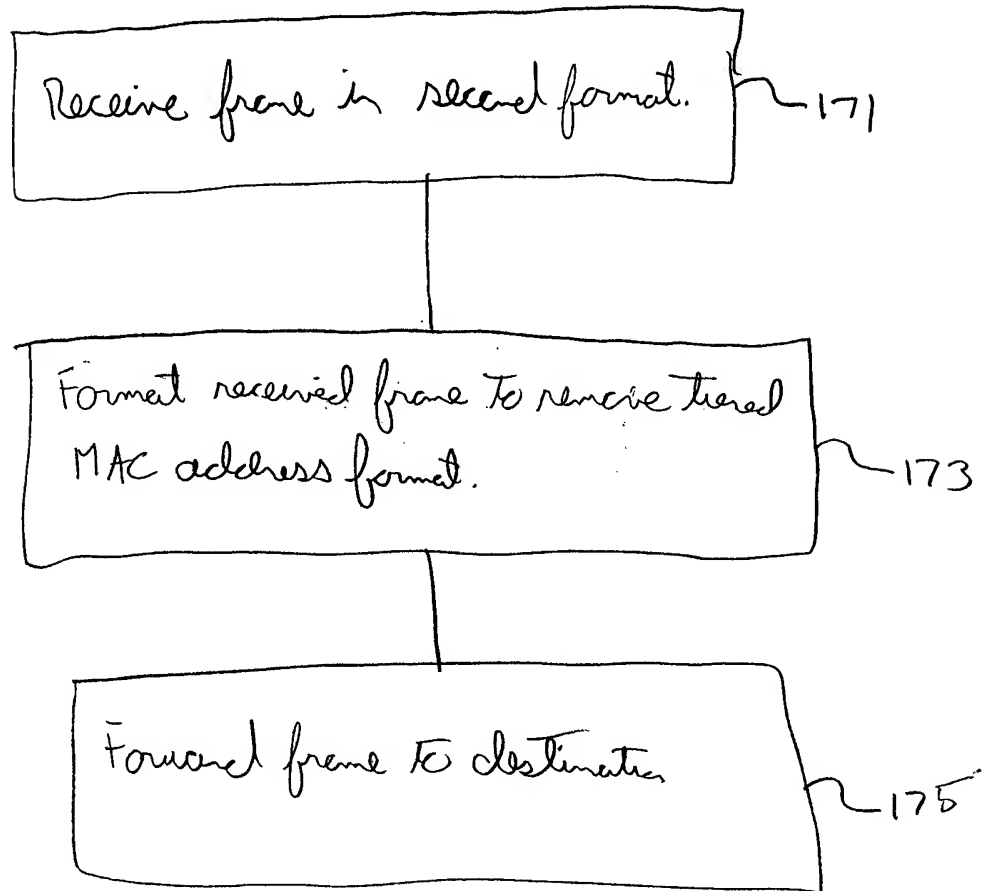 Receive frame in second format.
171
Format received frame to remove tiered
MAC address format.
173
Forward frame to destination
175